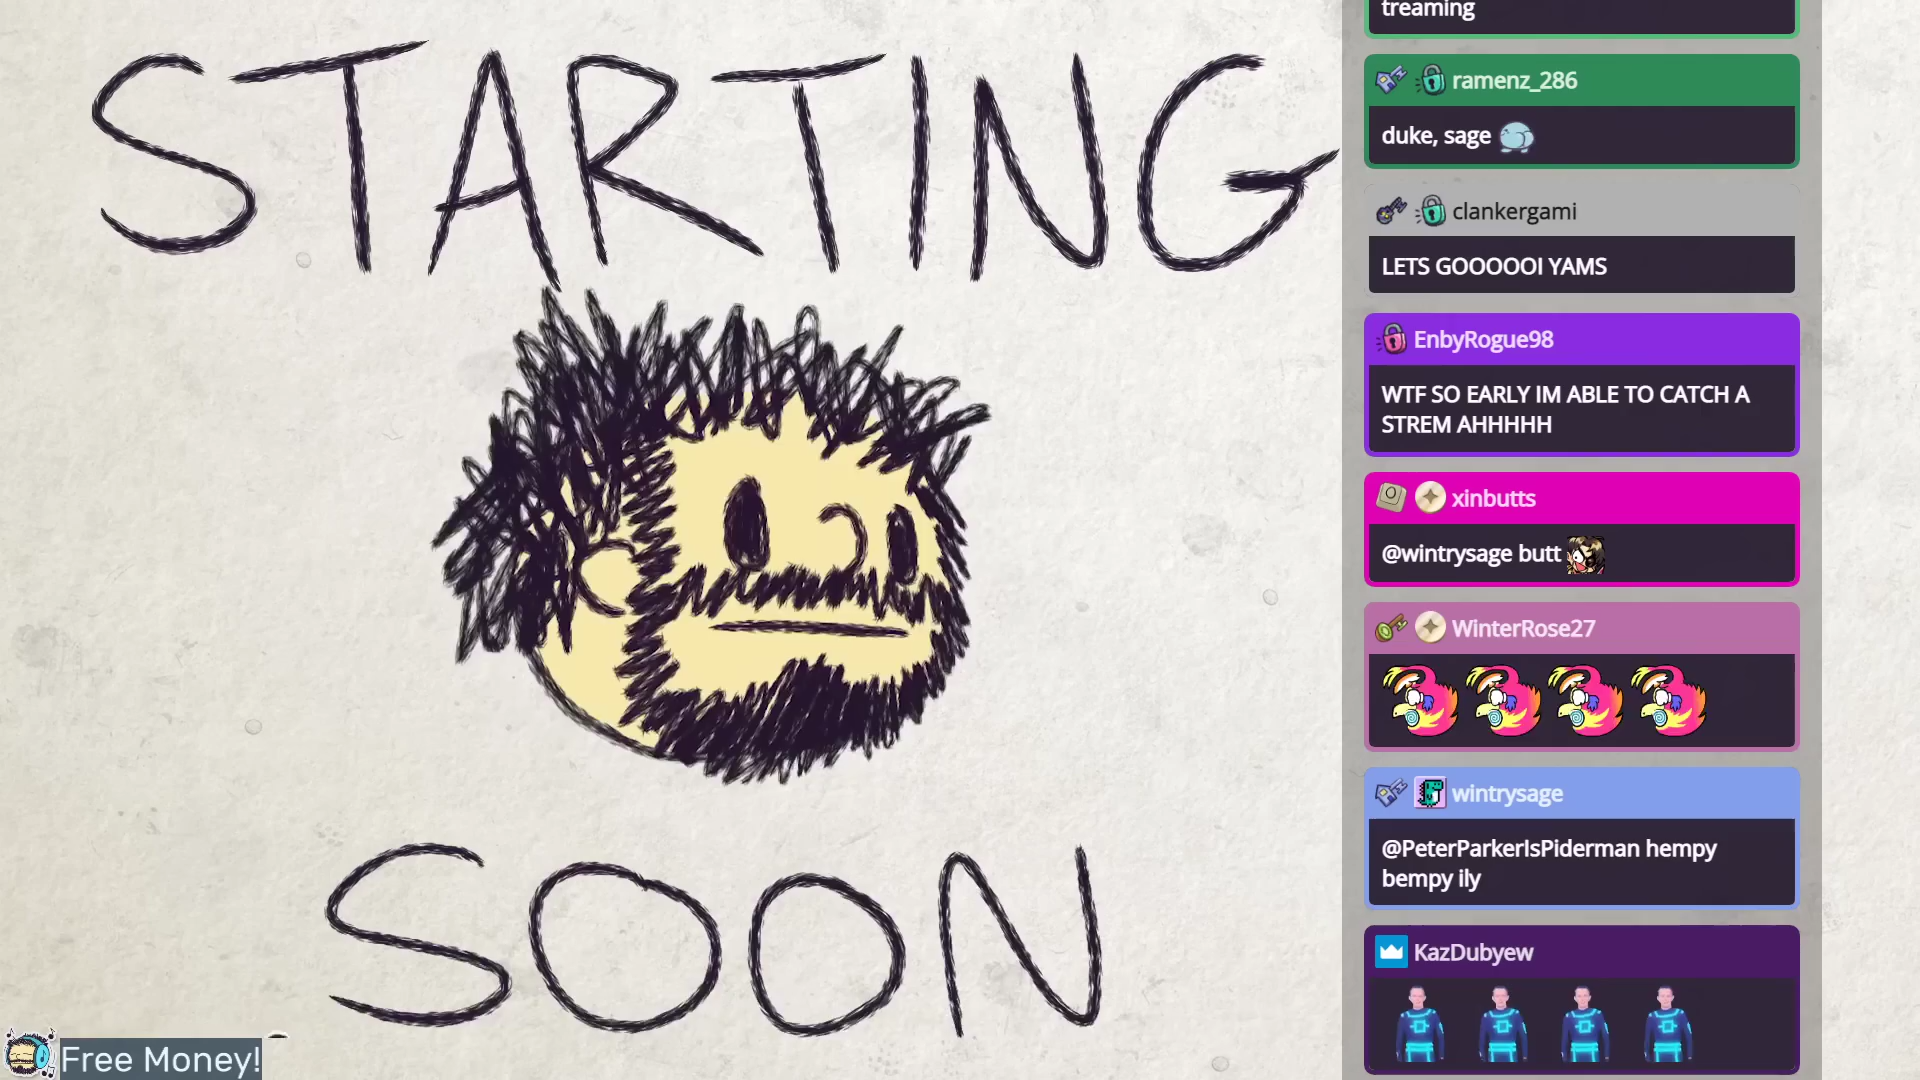 STARTING
SOON
Free Money!
treaming
ramenz_286
duke, sage
clankergami
LETS GOOOOOI YAMS
EnbyRogue98
WTF SO EARLY IM ABLE TO CATCH A
STREM AHHHHH
xinbutts
@wintrysage butt
WinterRose27
wintrysage
@PeterParkerIsPiderman hempy
bempy ily
KazDubyew